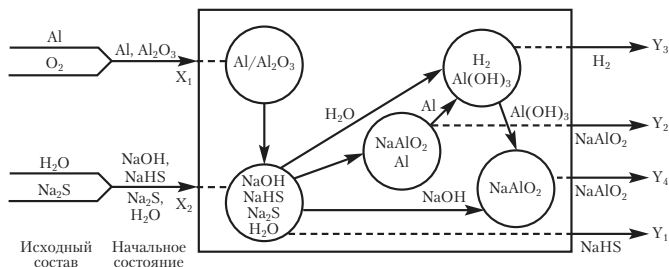 Al
O₂
Al, Al₂O₃
X₁
H₂O
Na₂S
NaOH,
NaHS
Na₂S,
H₂O
X₂
Исходный
состав
Начальное
состояние
Al/Al₂O₃
NaOH
NaHS
Na₂S
H₂O
H₂O
NaAlO₂
Al
Al
H₂
Al(OH)₃
Al(OH)₃
NaOH
NaAlO₂
H₂
Y₃
NaAlO₂
Y₂
NaAlO₂
Y₄
NaHS
Y₁